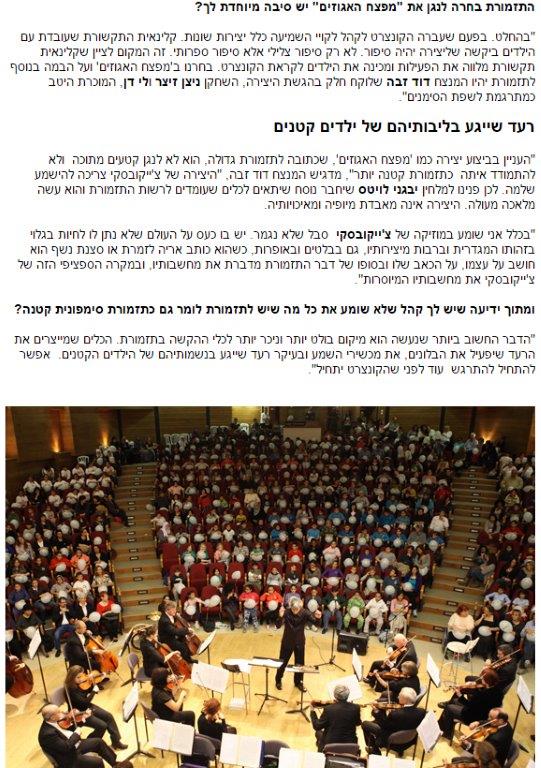 התזמורת בחרה לנגן את "מפצח האגוזים" יש סיבה מיוחדת לך?
"בהחלט. בפעם שעברה הקונצרט לקהל לקויי השמיעה כלל יצירות שונות. קלינאית התקשורת שעובדת עם
הילדים ביקשה שליצירה יהיה סיפור. לא רק סיפור צלילי אלא סיפור ספרותי. זה המקום לציין שקלינאית
תקשורת מלווה את הפעילות ומכינה את הילדים לקראת הקונצרט. בחרנו ב'מפצח האגוזים' ועל הבמה בנוסף
לתזמורת יהיו המנצח דוד זבה שלוקח חלק בהגשת היצירה, השחקן ניצן זיצר ולי דן, המוכרת היטב
כמתרגמת לשפת הסימנים".
רעד שייגע בליבותיהם של ילדים קטנים
"העניין בביצוע יצירה כמו 'מפצח האגוזים', שכתובה לתזמורת גדולה, הוא לא לנגן קטעים מתוכה ולא
להתמודד איתה כתזמורת קטנה יותר", מדגיש המנצח דוד זבה, "היצירה של צ'ייקובסקי צריכה להישמע
שלמה. לכן פנינו למלחין יבגני לויטס שיחבר נוסח שיתאים לכלים שעומדים לרשות התזמורת והוא עשה
מלאכה מעולה. היצירה אינה מאבדת מיופיה ומאיכויותיה.
"בכלל אני שומע במוזיקה של צ'ייקובסקי סבל שלא נגמר. יש בו כעס על העולם שלא נתן לו לחיות בגלוי
בזהותו המגדרית וברבות מיצירותיו, גם בבלטים ובאופרות, כשהוא כותב אריה לזמרת או סצנת נשף הוא
חושב על עצמו, על הכאב שלו ובסופו של דבר התזמורת מדברת את מחשבותיו, ובמקרה הספציפי הזה של
צ'ייקובסקי את מחשבותיו המיוסרות".
ומתוך ידיעה שיש לך קהל שלא שומע את כל מה שיש לתזמורת לומר גם כתזמורת סימפונית קטנה?
"הדבר החשוב ביותר שנעשה הוא מיקום בולט יותר וניכר יותר לכלי ההקשה בתזמורת. הכלים שמייצרים את
הרעד שיפעיל את הבלונים, את מכשירי השמע ובעיקר רעד שייגע בנשמותיהם של הילדים הקטנים. אפשר
להתחיל להתרגש עוד לפני שהקונצרט יתחיל".